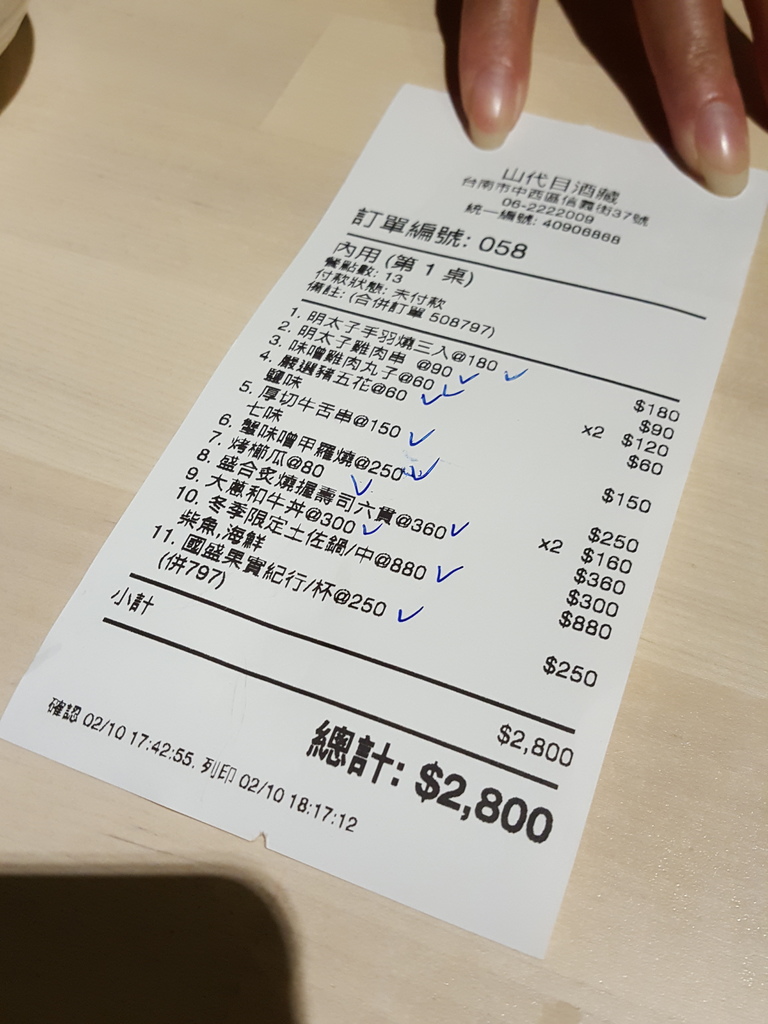 山代目酒藏
台南市中西區信義街37號
06-2222009
統一編號: 40906868
訂單編號: 058
內用 (第 1 桌)
餐點數: 13
付款狀態: 未付款
備註: (合併訂單 508797)
1. 明太子手羽燒三入@180 $180
2. 明太子雞肉串 @90 $90
3. 味噌雞肉丸子@60 x2 $120
4. 嚴選豬五花@60 $60
鹽味
5. 厚切牛舌串@150 $150
七味
6. 蟹味噌甲羅燒@250 $250
7. 烤櫛瓜@80 x2 $160
8. 盛合炙燒握壽司六貫@360 $360
9. 大蔥和牛丼@300 $300
10. 冬季限定土佐鍋/中@880 $880
柴魚,海鮮
11. 國盛果實紀行/杯@250 $250
(併797)
小計 $2,800
總計: $2,800
確認 02/10 17:42:55. 列印 02/10 18:17:12